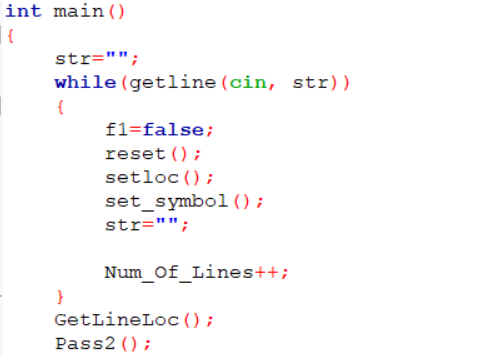 int main()
{
    str="";
    while(getline(cin, str))
    {
        f1=false;
        reset();
        setloc();
        set_symbol();
        str="";

        Num_Of_Lines++;
    }
    GetLineLoc();
    Pass2();